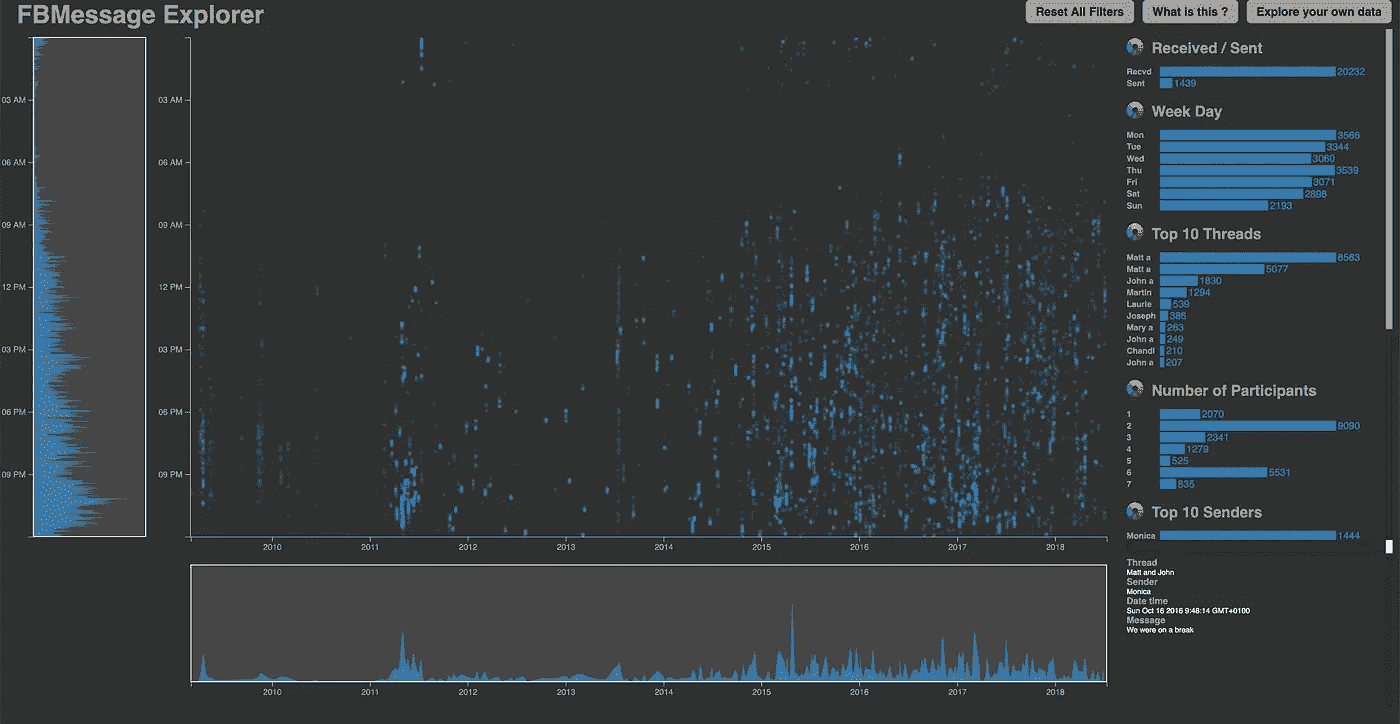 FBMessage Explorer
Reset All Filters
What is this ?
Explore your own data
03 AM
06 AM
09 AM
12 PM
03 PM
06 PM
09 PM
03 AM
06 AM
09 AM
12 PM
03 PM
06 PM
09 PM
2010 2011 2012 2013 2014 2015 2016 2017 2018
2010 2011 2012 2013 2014 2015 2016 2017 2018
Received / Sent
Recvd 20232
Sent 1439
Week Day
Mon 3566
Tue 3344
Wed 3060
Thu 3539
Fri 3071
Sat 2898
Sun 2193
Top 10 Threads
Matt a 8563
Matt a 5077
John a 1830
Martin 1294
Laurie 539
Joseph 386
Mary a 263
John a 249
Chandl 210
John a 207
Number of Participants
1 2070
2 9090
3 2341
4 1279
5 525
6 5531
7 835
Top 10 Senders
Monica 1444
Thread
Matt and John
Sender
Monica
Date time
Sun Oct 16 2016 9:48:14 GMT+0100
Message
We were on a break